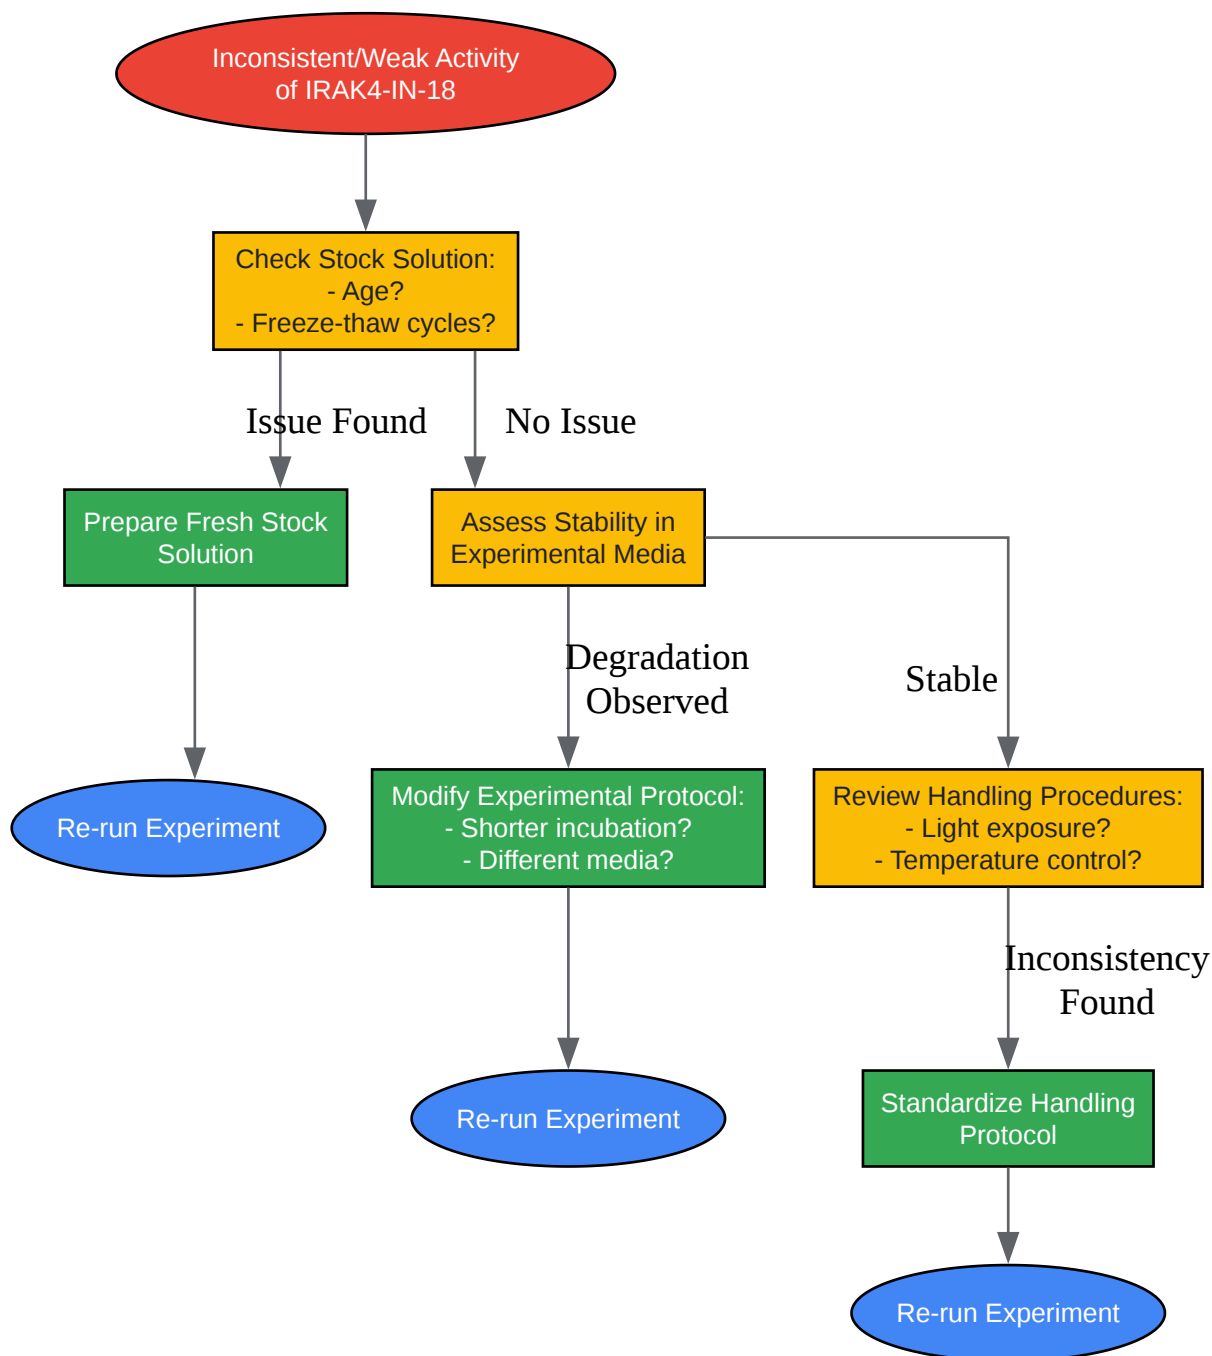 Inconsistent/Weak Activity
of IRAK4-IN-18
Check Stock Solution:
- Age?
- Freeze-thaw cycles?
Issue Found
No Issue
Prepare Fresh Stock
Solution
Assess Stability in
Experimental Media
Degradation
Observed
Stable
Re-run Experiment
Modify Experimental Protocol:
- Shorter incubation?
- Different media?
Review Handling Procedures:
- Light exposure?
- Temperature control?
Inconsistency
Found
Re-run Experiment
Standardize Handling
Protocol
Re-run Experiment